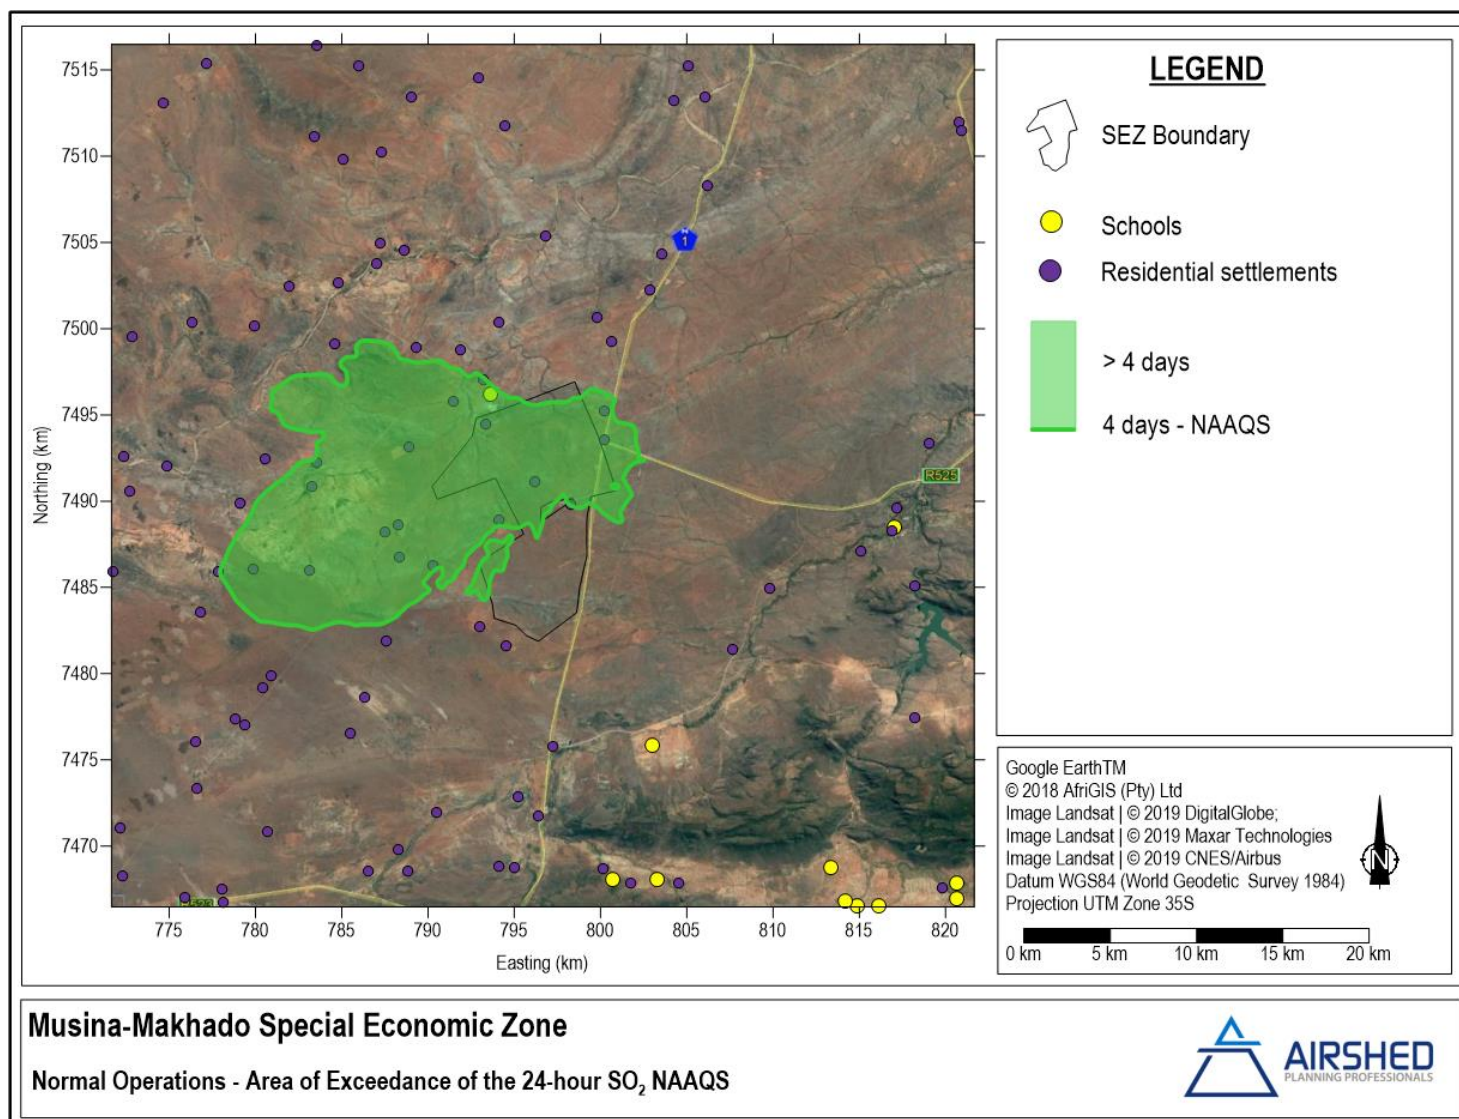 LEGEND
SEZ Boundary
Schools
Residential settlements
> 4 days
4 days - NAAQS
7515
7510
7505
7500
7495
7490
7485
7480
7475
7470
Northing (km)
1
R525
775
780
785
790
795
800
805
810
815
820
Easting (km)
Google EarthTM
© 2018 AfriGIS (Pty) Ltd
Image Landsat | © 2019 DigitalGlobe;
Image Landsat | © 2019 Maxar Technologies
Image Landsat | © 2019 CNES/Airbus
Datum WGS84 (World Geodetic Survey 1984)
Projection UTM Zone 35S
N
0 km 5 km 10 km 15 km 20 km
Musina-Makhado Special Economic Zone
Normal Operations - Area of Exceedance of the 24-hour SO₂ NAAQS
AIRSHED
PLANNING PROFESSIONALS